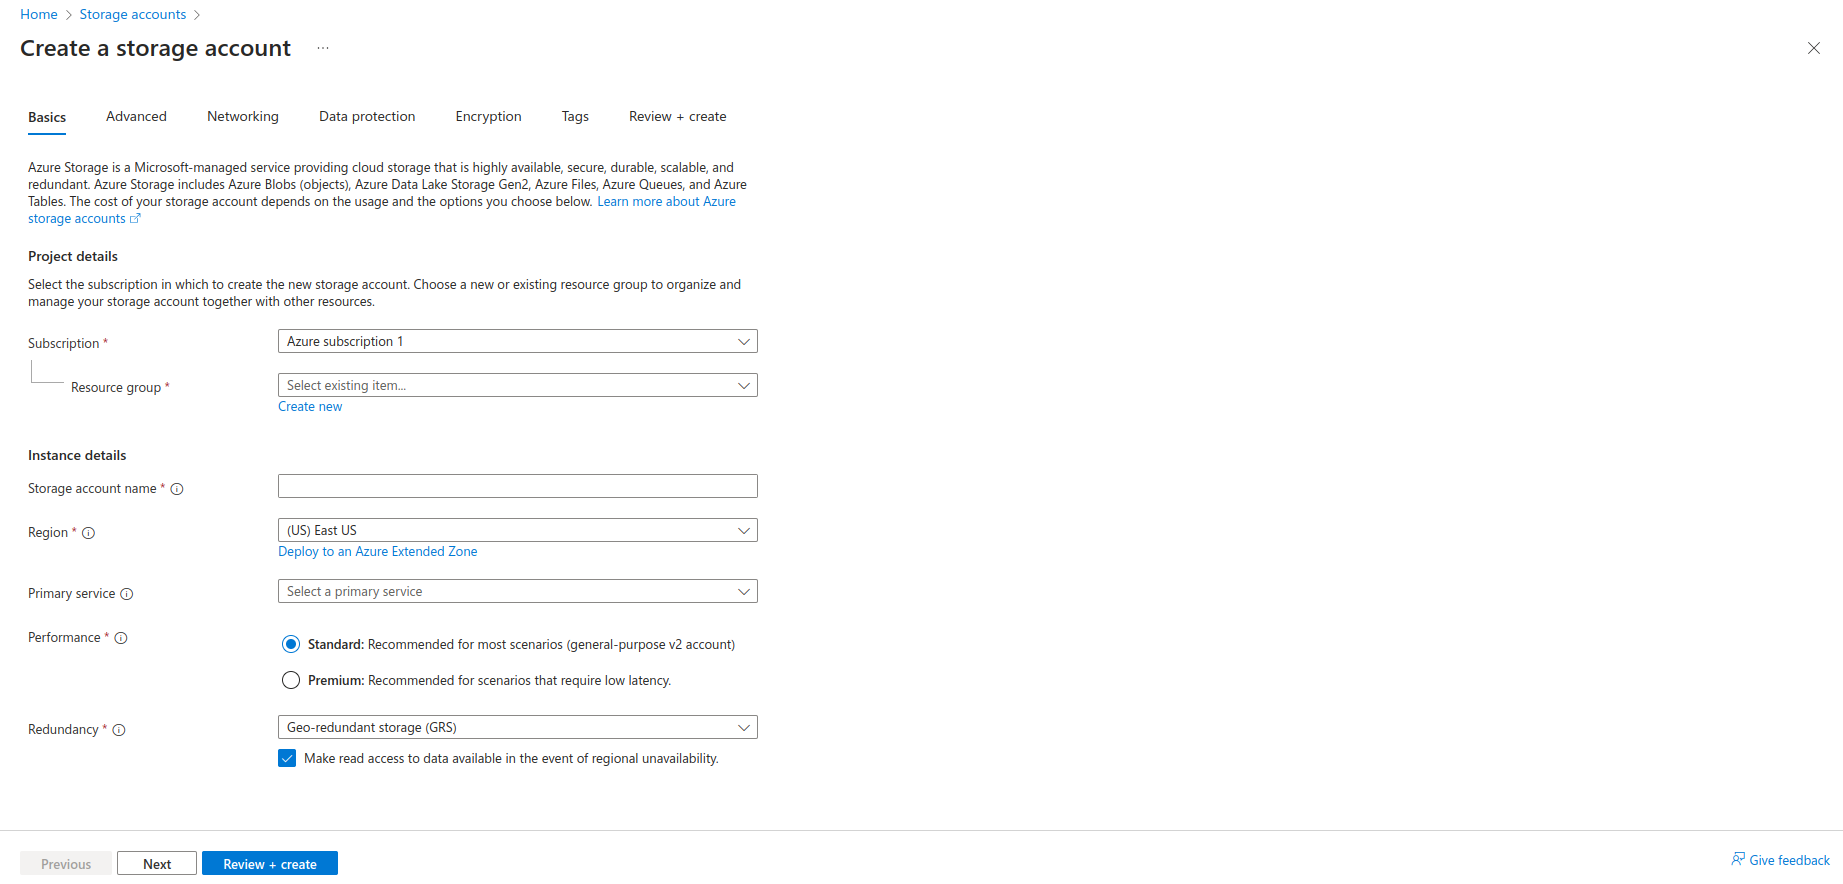 Home > Storage accounts >
Create a storage account ...
Basics Advanced Networking Data protection Encryption Tags Review + create
Azure Storage is a Microsoft-managed service providing cloud storage that is highly available, secure, durable, scalable, and
redundant. Azure Storage includes Azure Blobs (objects), Azure Data Lake Storage Gen2, Azure Files, Azure Queues, and Azure
Tables. The cost of your storage account depends on the usage and the options you choose below. Learn more about Azure
storage accounts
Project details
Select the subscription in which to create the new storage account. Choose a new or existing resource group to organize and
manage your storage account together with other resources.
Subscription * Azure subscription 1
Resource group * Select existing item...
Create new
Instance details
Storage account name *
Region * (US) East US
Deploy to an Azure Extended Zone
Primary service Select a primary service
Performance * Standard: Recommended for most scenarios (general-purpose v2 account)
Premium: Recommended for scenarios that require low latency.
Redundancy * Geo-redundant storage (GRS)
Make read access to data available in the event of regional unavailability.
Previous Next Review + create Give feedback